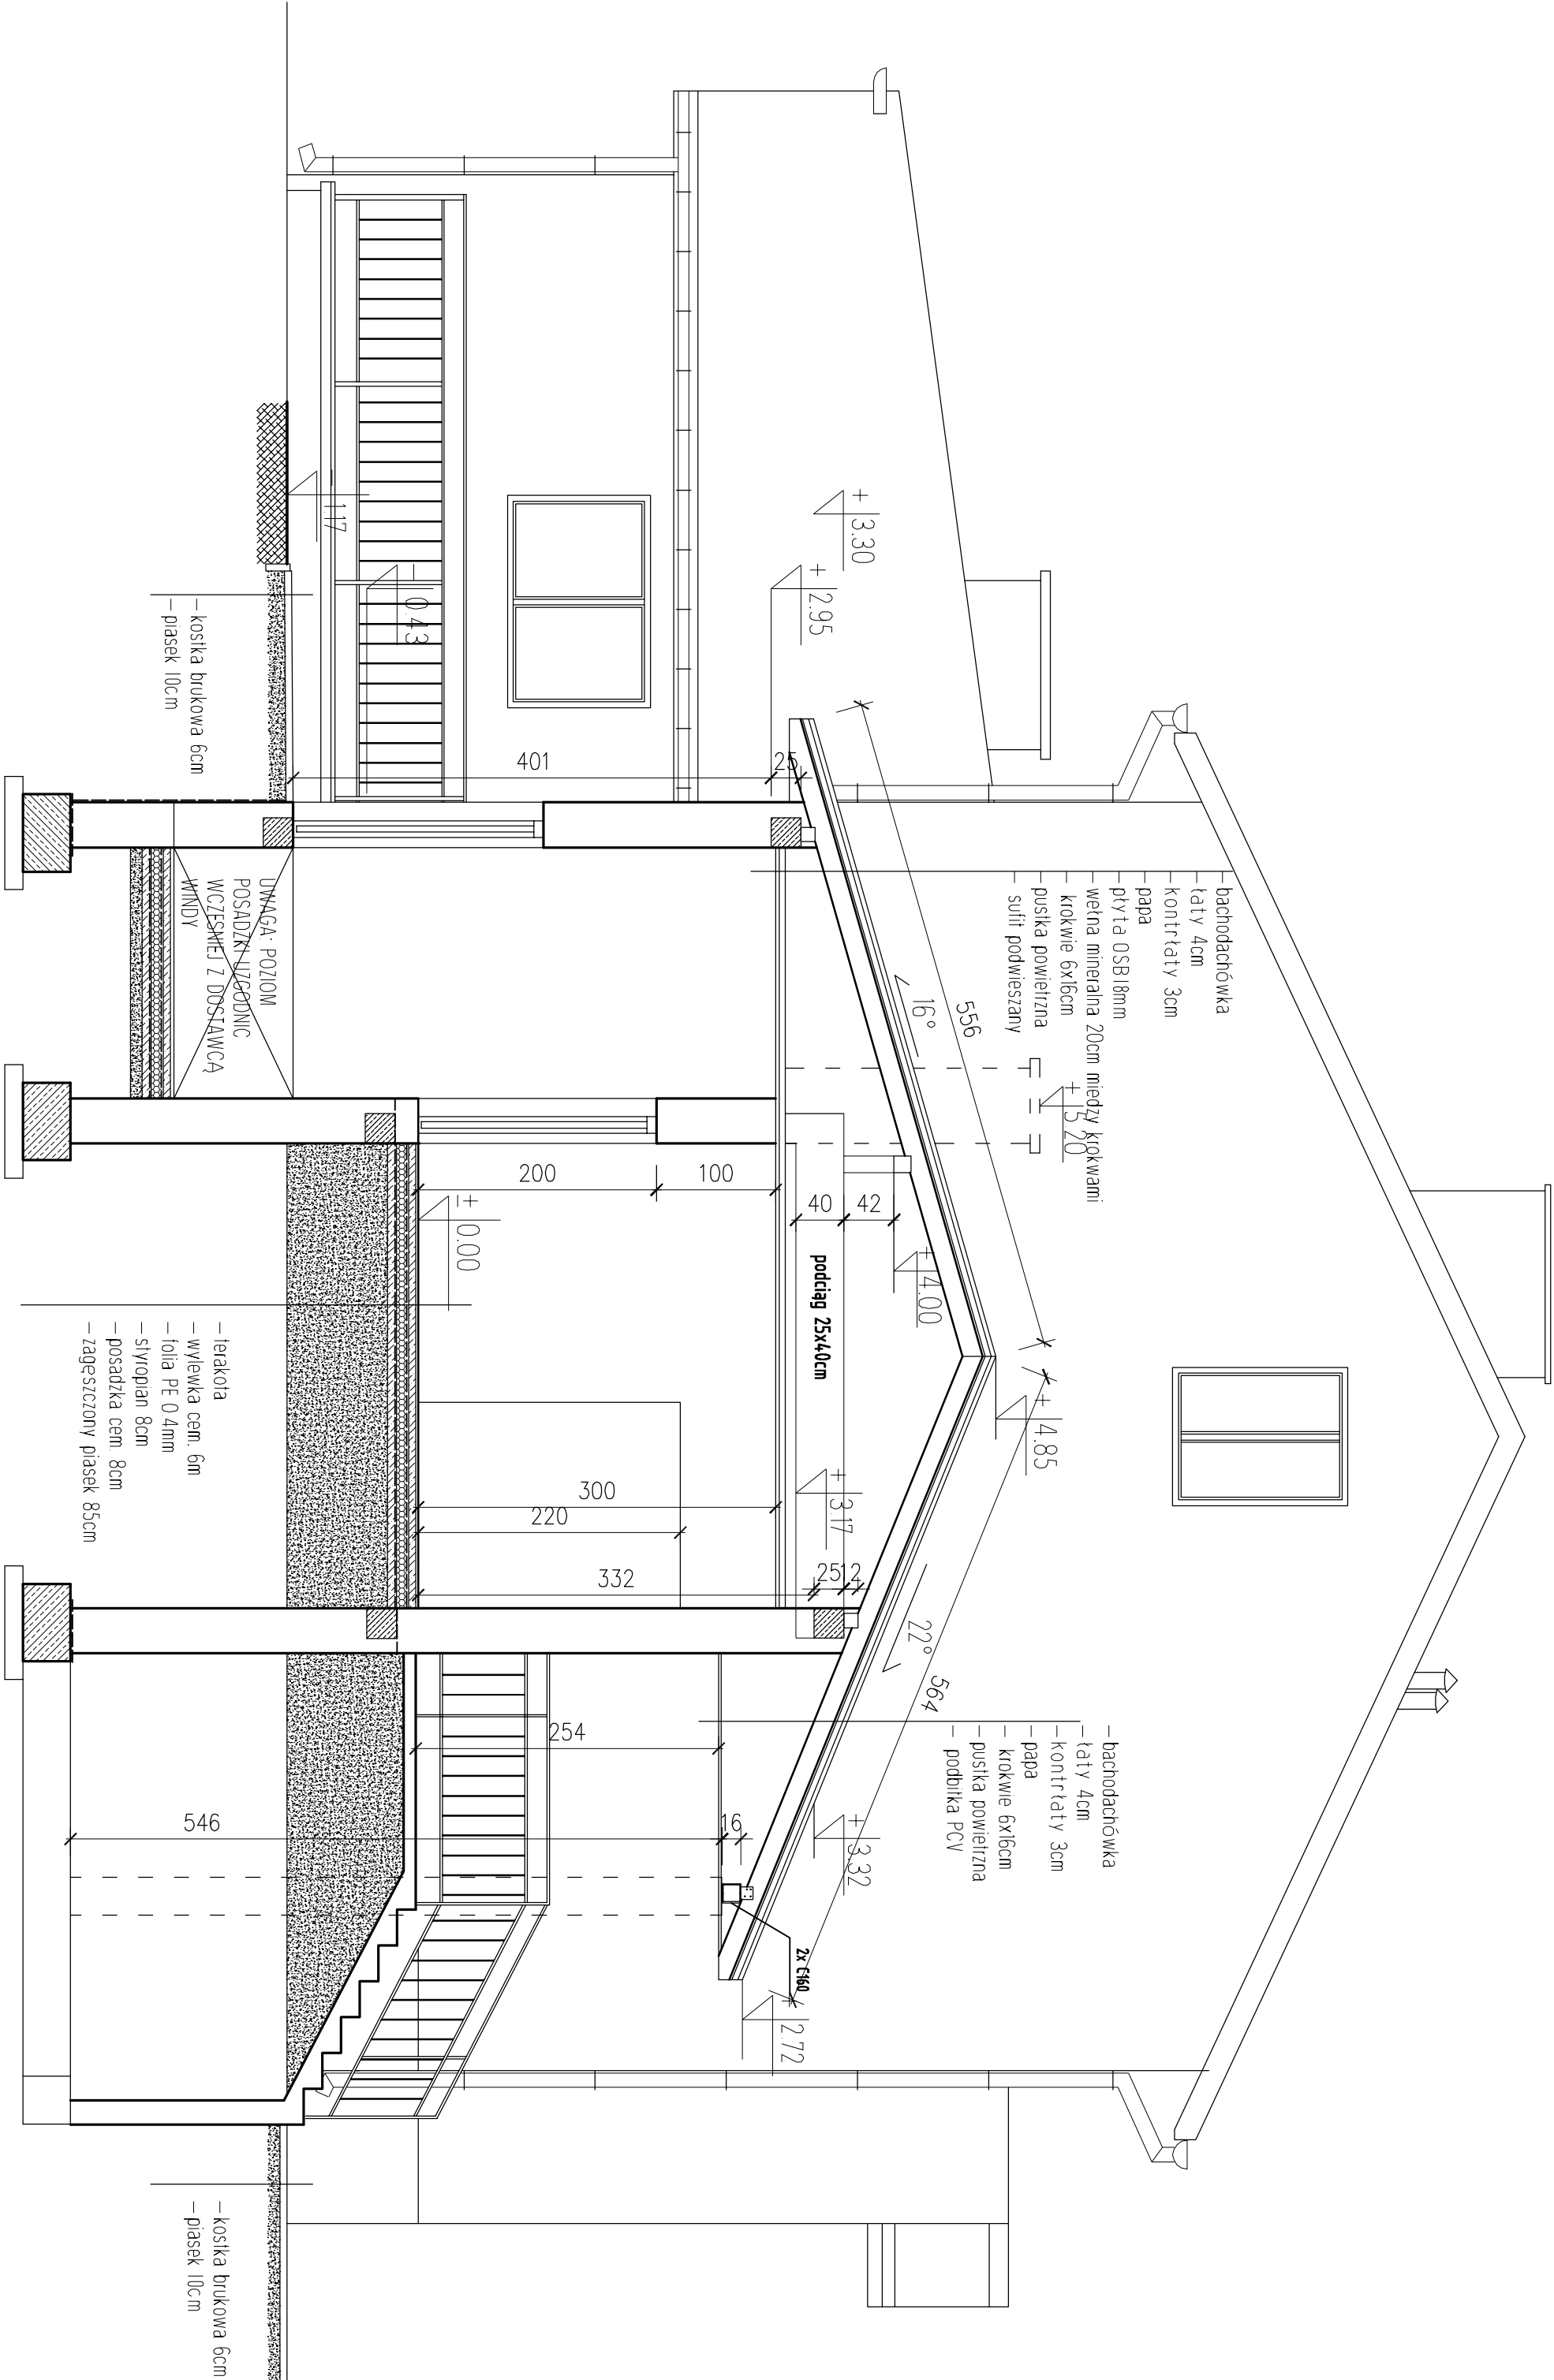 − bachodachówka
− łaty 4cm
− kontrłaty 3cm
− papa
− płyta OSB18mm
− wełna mineralna 20cm miedzy krokwami
− krokwie 6x16cm
− pustka powietrzna
− sufit podwieszany
+ 5.20
556
16°
+ 4.85
+ 3.30
+ 2.95
25
401
− 1.17
− 0.43
− kostka brukowa 6cm
− piasek 10cm
UWAGA: POZIOM
POSADZKI UZGODNIC
WCZESNIEJ Z DOSTAWCĄ
WINDY
42
40
+ 4.00
podciąg 25x40cm
100
200
± 0.00
+ 3.17
300
220
332
25
12
22°
564
− bachodachówka
− łaty 4cm
− kontrłaty 3cm
− papa
− krokwie 6x16cm
− pustka powietrzna
− podbitka PCV
+ 3.32
254
16
546
2x C160
+ 2.72
− terakota
− wylewka cem. 6m
− folia PE 0.4mm
− styropian 8cm
− posadzka cem. 8cm
− zagęszczony piasek 85cm
− kostka brukowa 6cm
− piasek 10cm